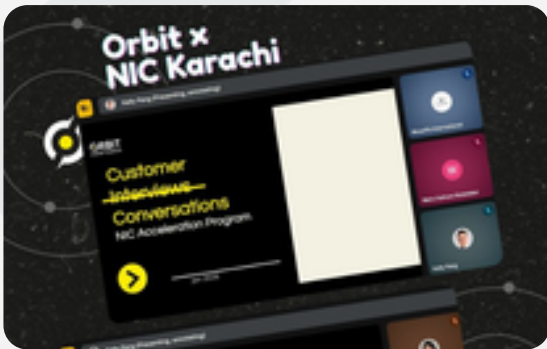 Orbit x
NIC Karachi
ORBIT
Customer
Interviews
Conversations
NIC Acceleration Program